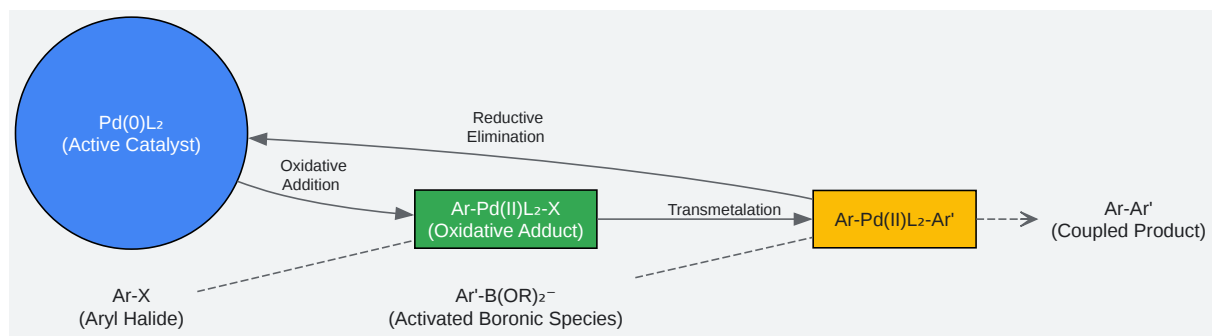 Pd(0)L₂
(Active Catalyst)
Reductive
Elimination
Oxidative
Addition
Ar-Pd(II)L₂-X
(Oxidative Adduct)
Transmetalation
Ar-Pd(II)L₂-Ar'
Ar-Ar'
(Coupled Product)
Ar-X
(Aryl Halide)
Ar'-B(OR)₂⁻
(Activated Boronic Species)